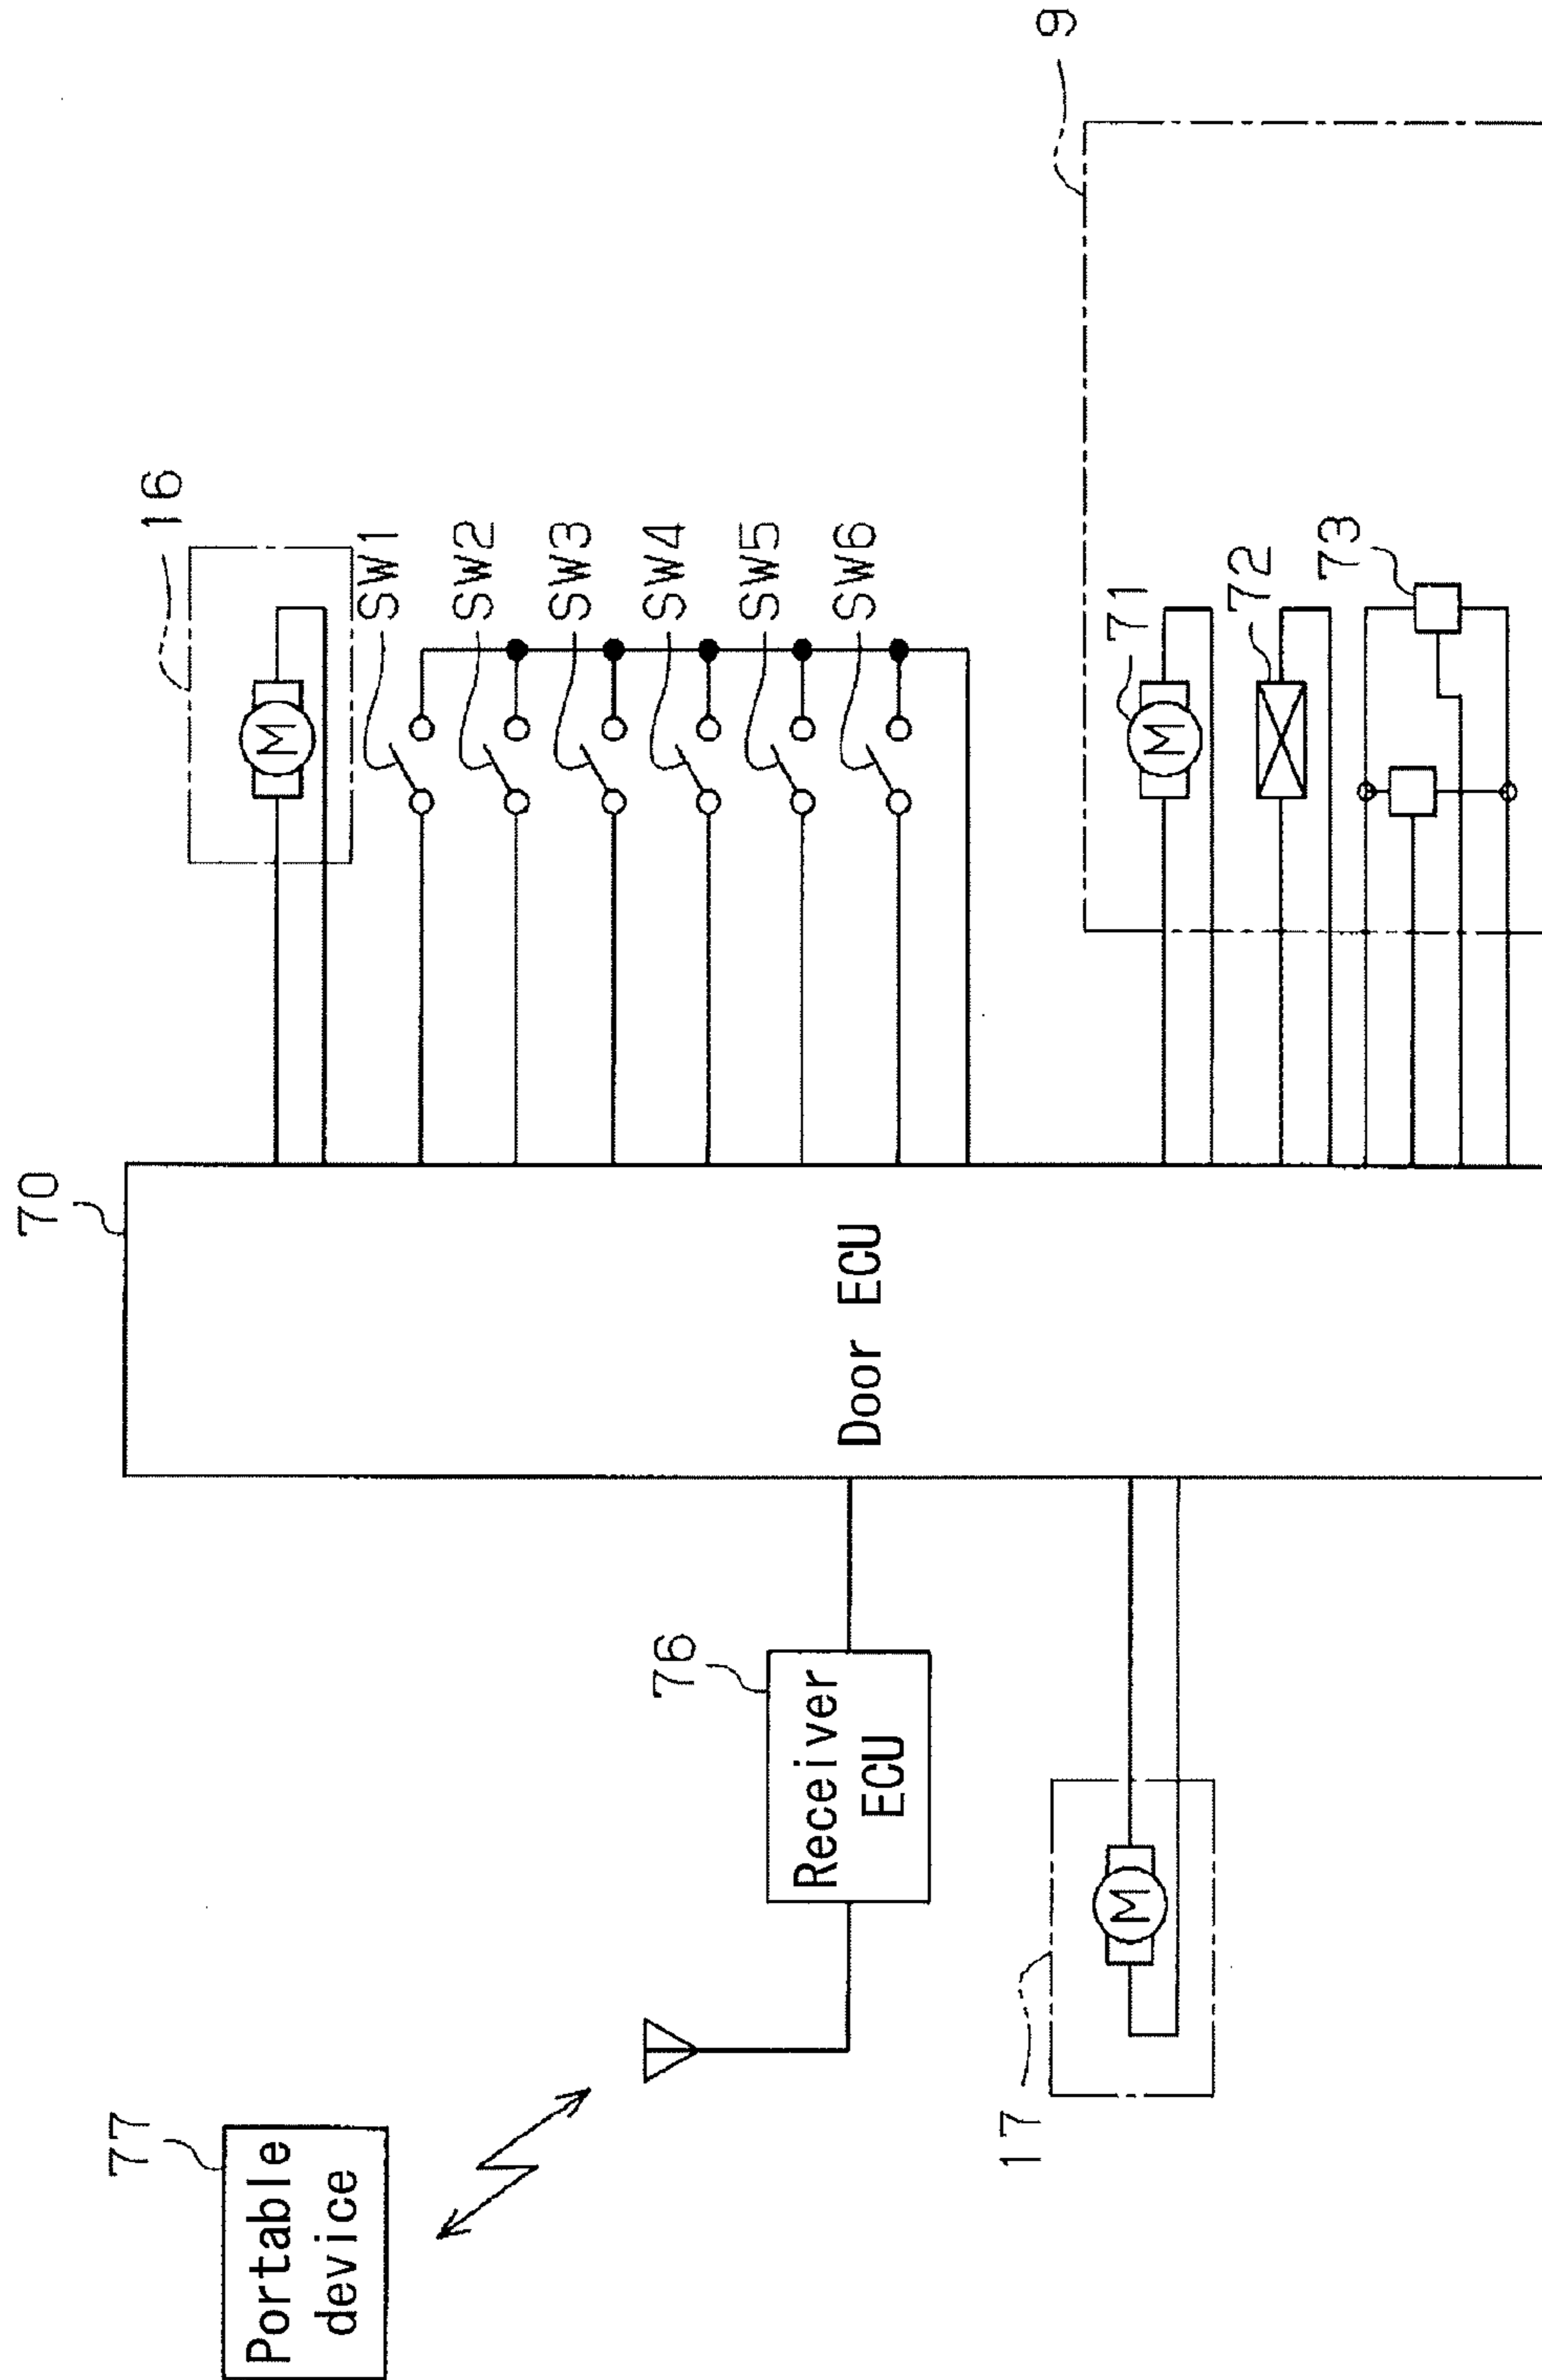 77
Portable
device
76
Receiver
ECU
17
M
70
Door ECU
16
M
SW1
SW2
SW3
SW4
SW5
SW6
9
71
M
72
73